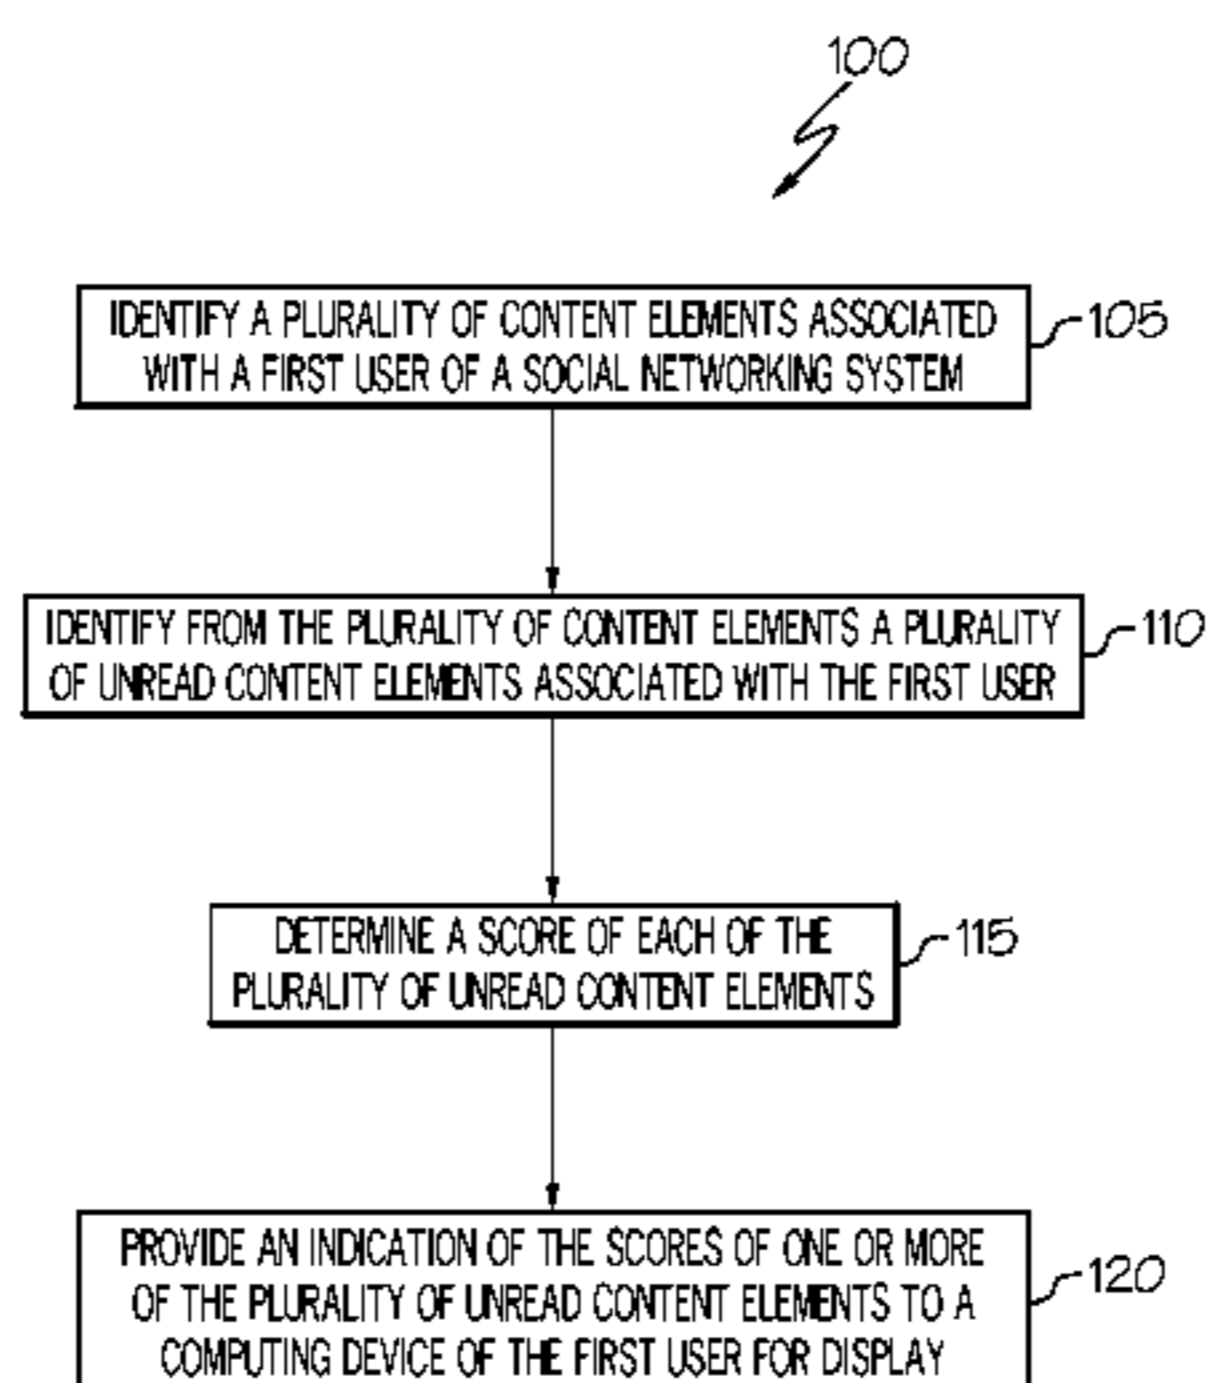 100
IDENTIFY A PLURALITY OF CONTENT ELEMENTS ASSOCIATED
WITH A FIRST USER OF A SOCIAL NETWORKING SYSTEM
105
IDENTIFY FROM THE PLURALITY OF CONTENT ELEMENTS A PLURALITY
OF UNREAD CONTENT ELEMENTS ASSOCIATED WITH THE FIRST USER
110
DETERMINE A SCORE OF EACH OF THE
PLURALITY OF UNREAD CONTENT ELEMENTS
115
PROVIDE AN INDICATION OF THE SCORES OF ONE OR MORE
OF THE PLURALITY OF UNREAD CONTENT ELEMENTS TO A
COMPUTING DEVICE OF THE FIRST USER FOR DISPLAY
120